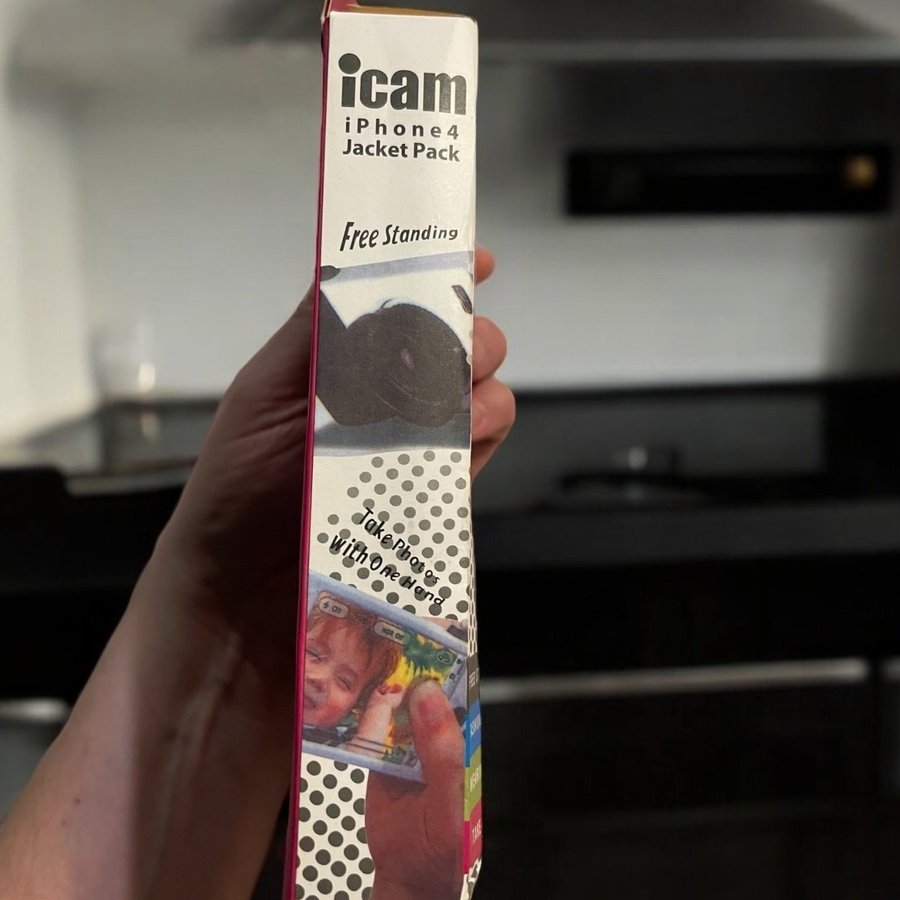 icam
iPhone4
Jacket Pack
Free Standing
Take Photos
With One Hand